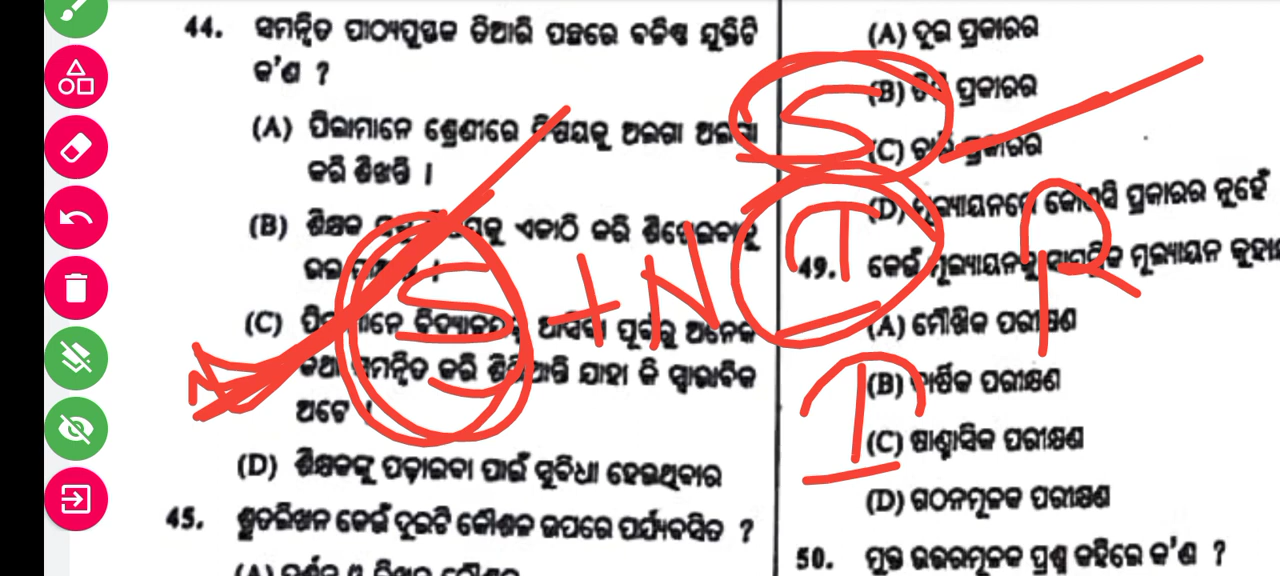 44. ସମନ୍ୱିତ ପାଠ୍ୟପୁସ୍ତକ ତିଆରି ପଛରେ ବଳିଷ୍ଠ ଯୁକ୍ତିଟି
କ'ଣ ?
(A) ପିଲାମାନେ ଶ୍ରେଣୀରେ ବିଷୟକୁ ଅଲଗା ଅଲଗା
କରି ଶିଖନ୍ତି ।
(B) ଶିକ୍ଷକ ଏକାଠି କରି ଶିଖେଇବାକୁ
ଭଲ ।
(C) ପିଲାମାନେ ବିଦ୍ୟାଳୟକୁ ଆସିବା ପୂର୍ବରୁ ଅନେକ
କଥା ସମନ୍ୱିତ କରି ଶିଖିଥାନ୍ତି ଯାହା କି ସ୍ୱାଭାବିକ
ଅଟେ ।
(D) ଶିକ୍ଷକଙ୍କୁ ପଢ଼ାଇବା ପାଇଁ ସୁବିଧା ହେଉଥିବାର
45. ଶ୍ରୁତଲିଖନ କେଉଁ ଦୁଇଟି କୌଶଳ ଉପରେ ପର୍ଯ୍ୟବସିତ ?
(A) ଦୁଇ ପ୍ରକାରର
(B) ତିନି ପ୍ରକାରର
(C) ଚାରି ପ୍ରକାରର
(D) ମୂଲ୍ୟାୟନରେ କୌଣସି ପ୍ରକାରର ନୁହେଁ
49. କେଉଁ ମୂଲ୍ୟାୟନକୁ ସାମଗ୍ରିକ ମୂଲ୍ୟାୟନ
(A) ମୌଖିକ ପରୀକ୍ଷଣ
(B) ବାର୍ଷିକ ପରୀକ୍ଷଣ
(C) ଷାଣ୍ମାସିକ ପରୀକ୍ଷଣ
(D) ଗଠନମୂଳକ ପରୀକ୍ଷଣ
50. ମୁକ୍ତ ଉତ୍ତରମୂଳକ ପ୍ରଶ୍ନ କହିଲେ କ'ଣ ?
S + N I R
S
I